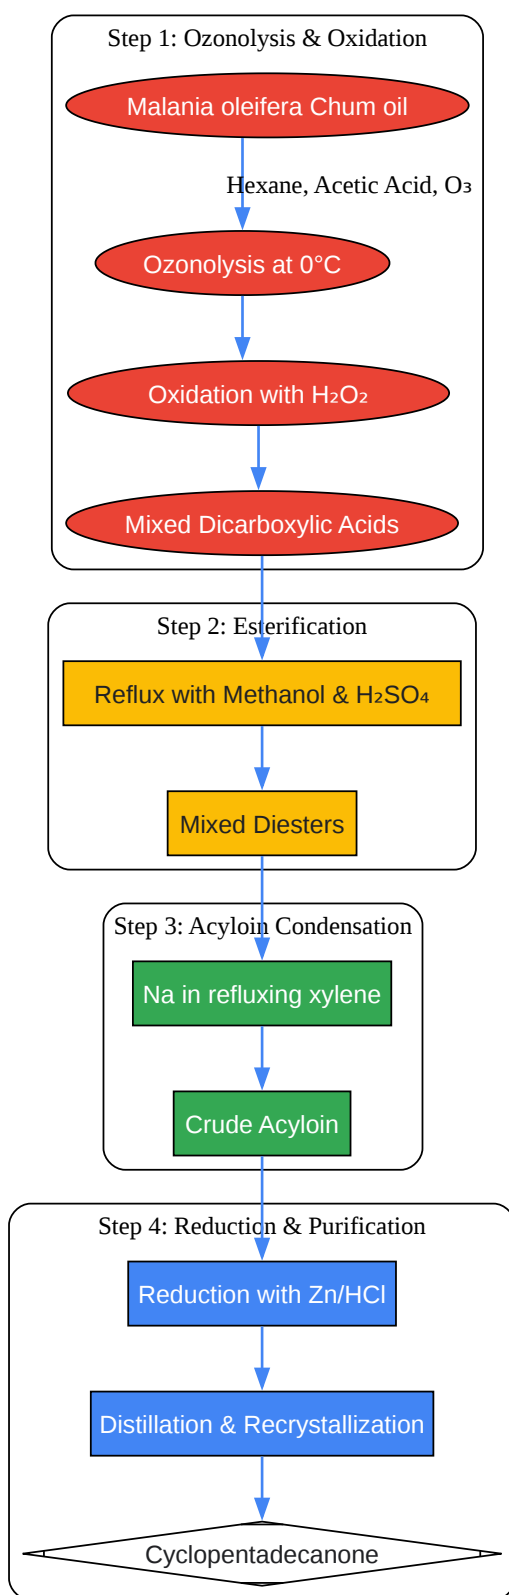 Step 1: Ozonolysis & Oxidation
Malania oleifera Chum oil
Hexane, Acetic Acid, O₃
Ozonolysis at 0°C
Oxidation with H₂O₂
Mixed Dicarboxylic Acids
Step 2: Esterification
Reflux with Methanol & H₂SO₄
Mixed Diesters
Step 3: Acyloin Condensation
Na in refluxing xylene
Crude Acyloin
Step 4: Reduction & Purification
Reduction with Zn/HCl
Distillation & Recrystallization
Cyclopentadecanone